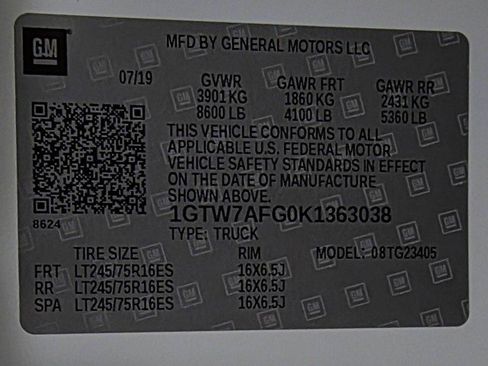 GM
MFD BY GENERAL MOTORS LLC
07/19 GVWR GAWR FRT GAWR RR
3901 KG 1860 KG 2431 KG
8600 LB 4100 LB 5360 LB
THIS VEHICLE CONFORMS TO ALL
APPLICABLE U.S. FEDERAL MOTOR
VEHICLE SAFETY STANDARDS IN EFFECT
ON THE DATE OF MANUFACTURE
SHOWN ABOVE.
1GTW7AFG0K1363038
8624
TYPE: TRUCK
TIRE SIZE RIM MODEL: 08TG23405
FRT LT245/75R16ES 16X6.5J
RR LT245/75R16ES 16X6.5J
SPA LT245/75R16ES 16X6.5J